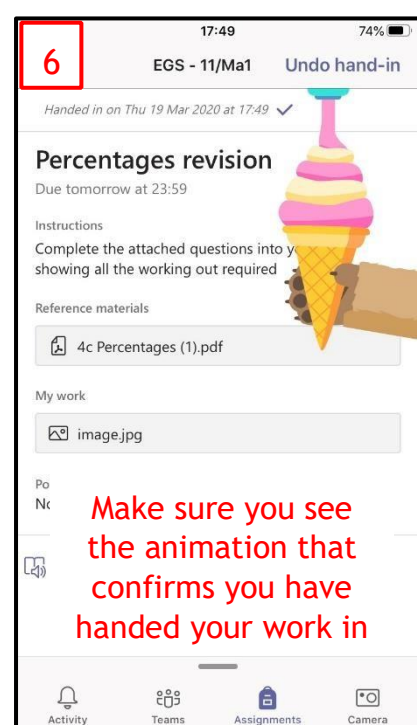 17:49
74%
6
EGS - 11/Ma1
Undo hand-in
Handed in on Thu 19 Mar 2020 at 17:49
Percentages revision
Due tomorrow at 23:59
Instructions
Complete the attached questions into
showing all the working out required
Reference materials
4c Percentages (1).pdf
My work
image.jpg
Make sure you see
the animation that
confirms you have
handed your work in
Activity
Teams
Assignments
Camera